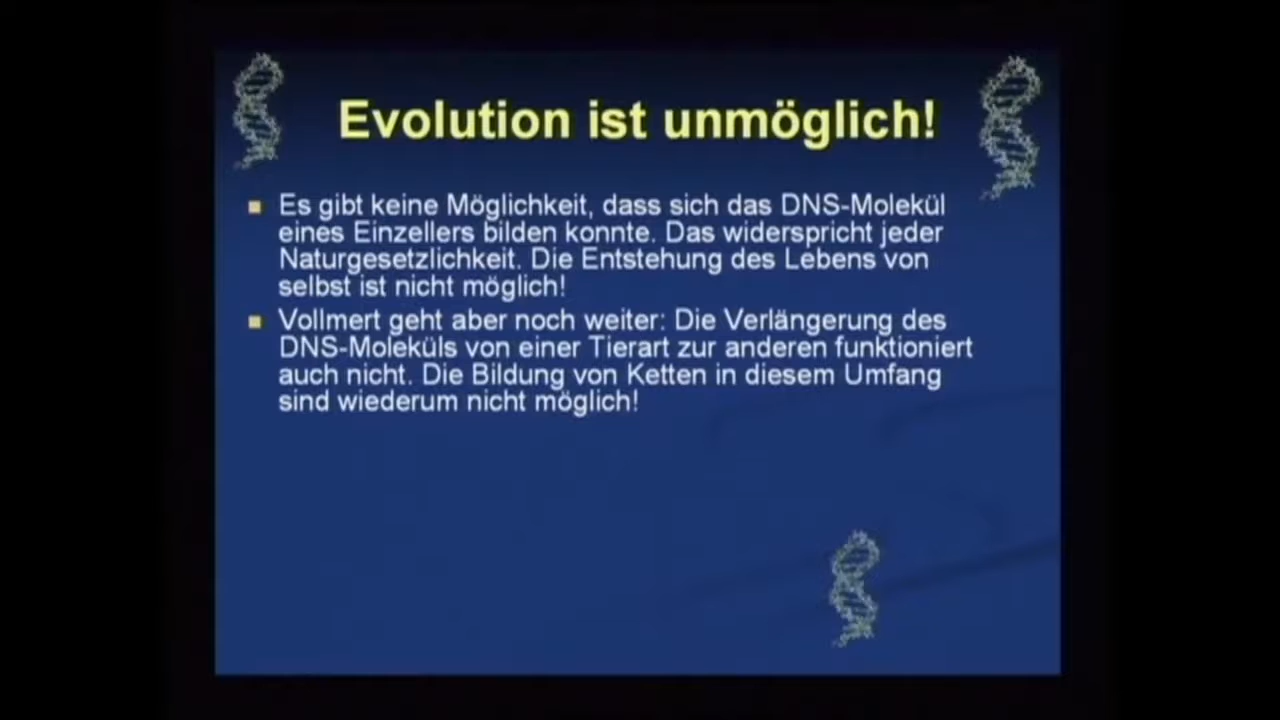 Evolution ist unmöglich!
Es gibt keine Möglichkeit, dass sich das DNS-Molekül
eines Einzellers bilden konnte. Das widerspricht jeder
Naturgesetzlichkeit. Die Entstehung des Lebens von
selbst ist nicht möglich!
Vollmert geht aber noch weiter: Die Verlängerung des
DNS-Moleküls von einer Tierart zur anderen funktioniert
auch nicht. Die Bildung von Ketten in diesem Umfang
sind wiederum nicht möglich!